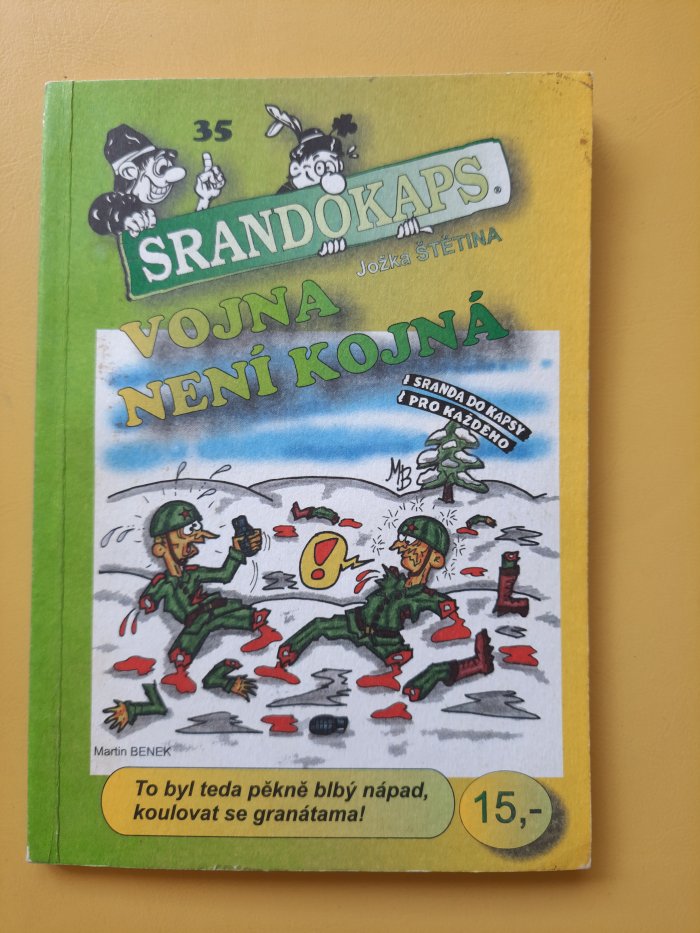 35
SRANDOKAPS®
Jožka ŠTĚTINA
VOJNA
NENÍ KOJNÁ
SRANDA DO KAPSY
PRO KAŽDÉHO
MB
!
Martin BENEK
To byl teda pěkně blbý nápad,
koulovat se granátama!
15,-